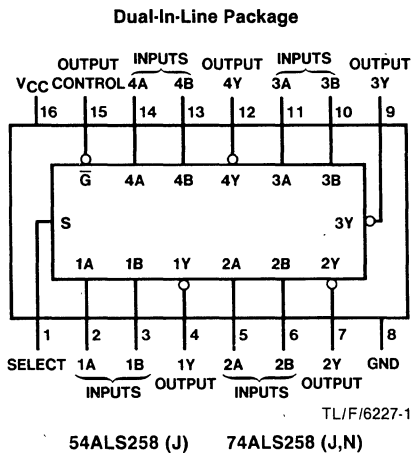 Dual-In-Line Package
OUTPUT INPUTS OUTPUT INPUTS OUTPUT
VCC CONTROL 4A 4B 4Y 3A 3B 3Y
16 15 14 13 12 11 10 9
G 4A 4B 4Y 3A 3B
S 3Y
1A 1B 1Y 2A 2B 2Y
1 2 3 4 5 6 7 8
SELECT 1A 1B 1Y 2A 2B 2Y GND
INPUTS OUTPUT INPUTS OUTPUT
TL/F/6227-1
54ALS258 (J) 74ALS258 (J,N)